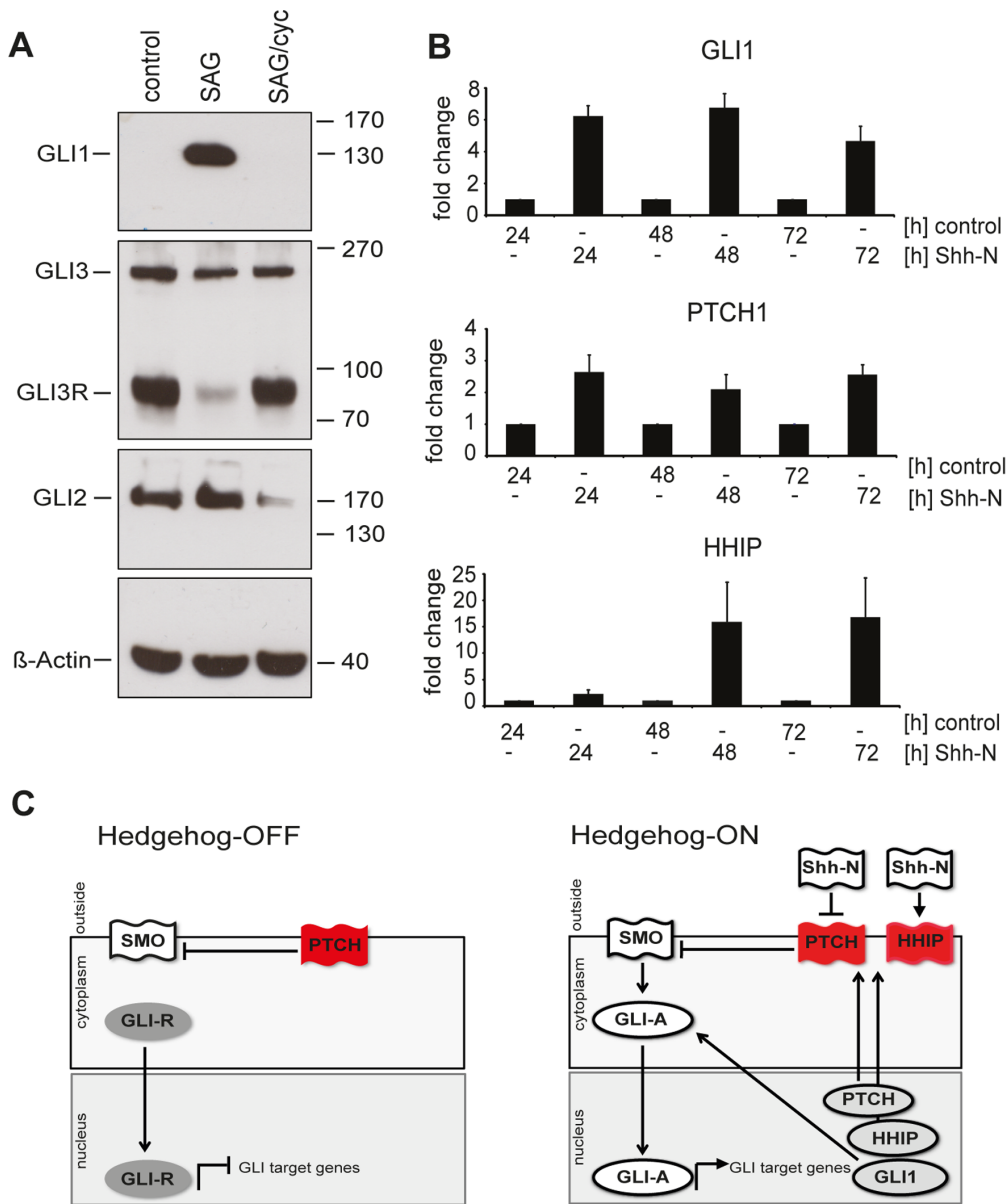 A
control
SAG
SAG/cyc
GLI1
170
130
GLI3
270
GLI3R
100
70
GLI2
170
130
ß-Actin
40
B
GLI1
fold change
8
6
4
2
0
24 - 48 - 72 - [h] control
- 24 - 48 - 72 [h] Shh-N
PTCH1
fold change
4
3
2
1
0
24 - 48 - 72 - [h] control
- 24 - 48 - 72 [h] Shh-N
HHIP
fold change
25
20
15
10
5
0
24 - 48 - 72 - [h] control
- 24 - 48 - 72 [h] Shh-N
C
Hedgehog-OFF
outside
SMO
PTCH
cytoplasm
GLI-R
nucleus
GLI-R
GLI target genes
Hedgehog-ON
Shh-N
Shh-N
outside
SMO
PTCH
HHIP
cytoplasm
GLI-A
nucleus
PTCH
HHIP
GLI1
GLI-A
GLI target genes